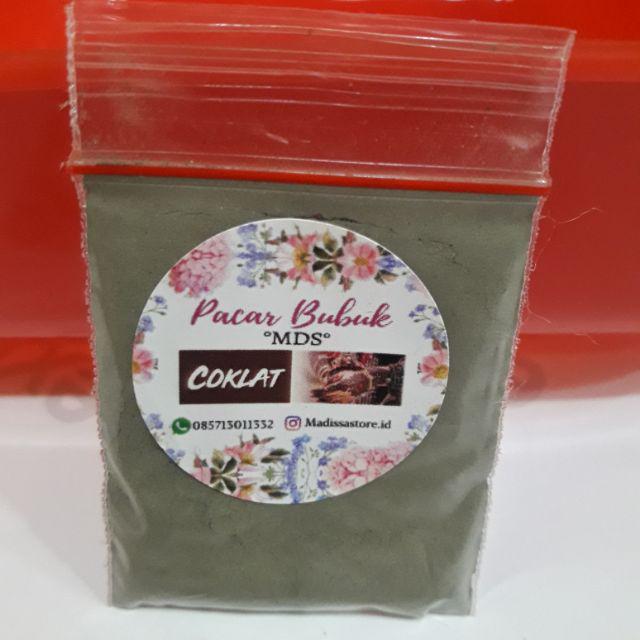 Pacar Bubuk
°MDS°
COKLAT
085713011332 Madissastore.id